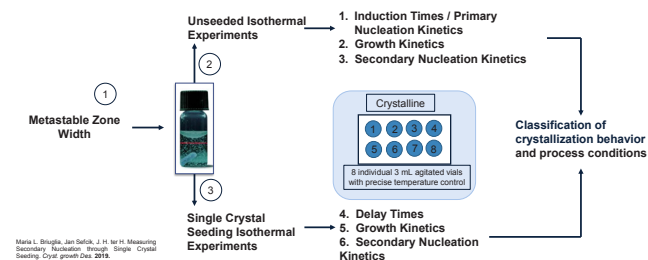 Unseeded Isothermal
Experiments
1. Induction Times / Primary
Nucleation Kinetics
2. Growth Kinetics
3. Secondary Nucleation Kinetics
1
2
Metastable Zone
Width
Crystalline
1 2 3 4
5 6 7 8
8 individual 3 mL agitated vials
with precise temperature control
Classification of
crystallization behavior
and process conditions
3
Single Crystal
Seeding Isothermal
Experiments
4. Delay Times
5. Growth Kinetics
6. Secondary Nucleation
Kinetics
Maria L. Briuglia, Jan Sefcik, J. H. ter H. Measuring
Secondary Nucleation through Single Crystal
Seeding. Cryst. growth Des. 2019.